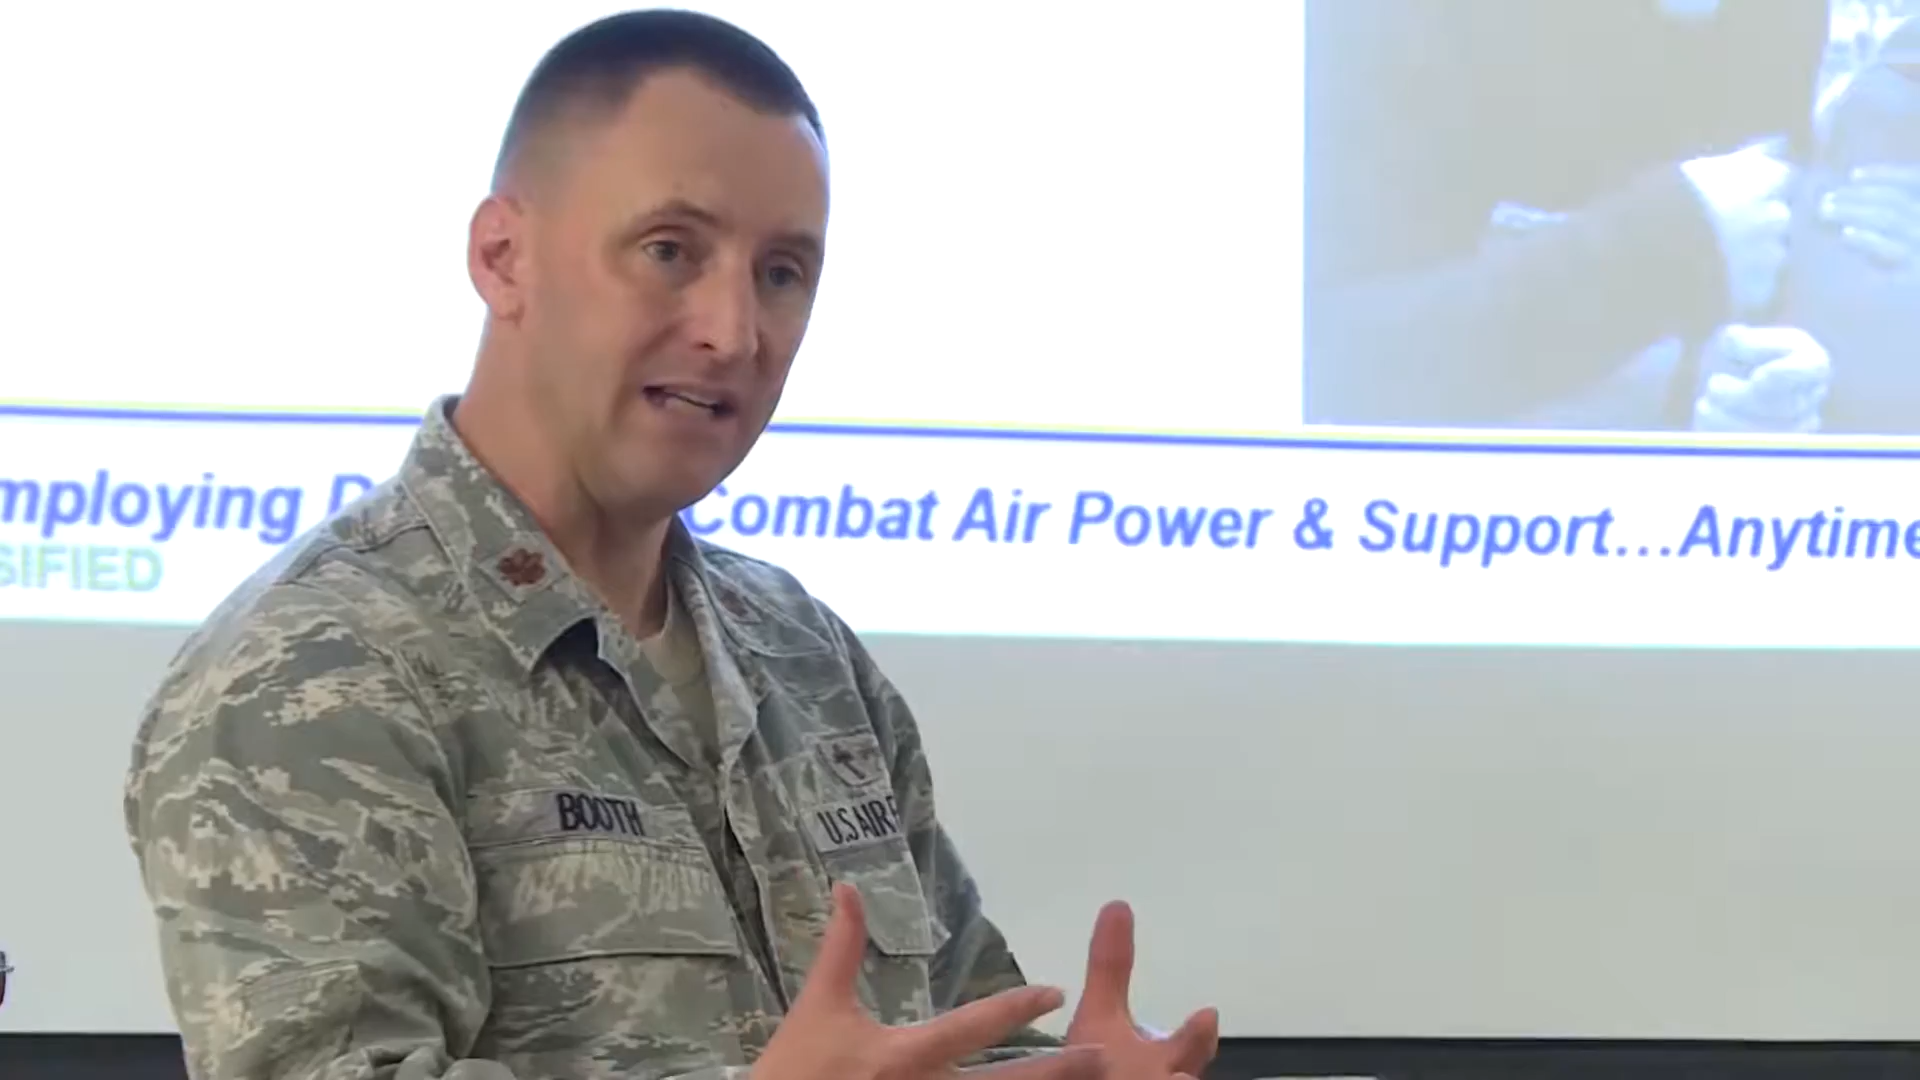 mploying D Combat Air Power & Support...Anytime
SIFIED
BOOTH
U.S AIR F